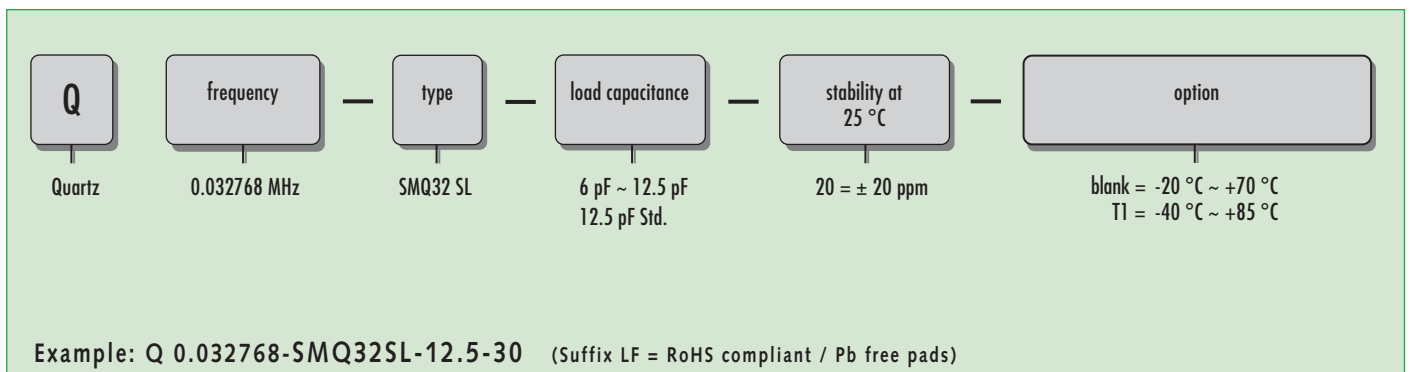 Q
frequency
—
type
—
load capacitance
—
stability at
25 °C
—
option
Quartz
0.032768 MHz
SMQ32 SL
6 pF ~ 12.5 pF
12.5 pF Std.
20 = ± 20 ppm
blank = -20 °C ~ +70 °C
T1 = -40 °C ~ +85 °C
Example: Q 0.032768-SMQ32SL-12.5-30 (Suffix LF = RoHS compliant / Pb free pads)